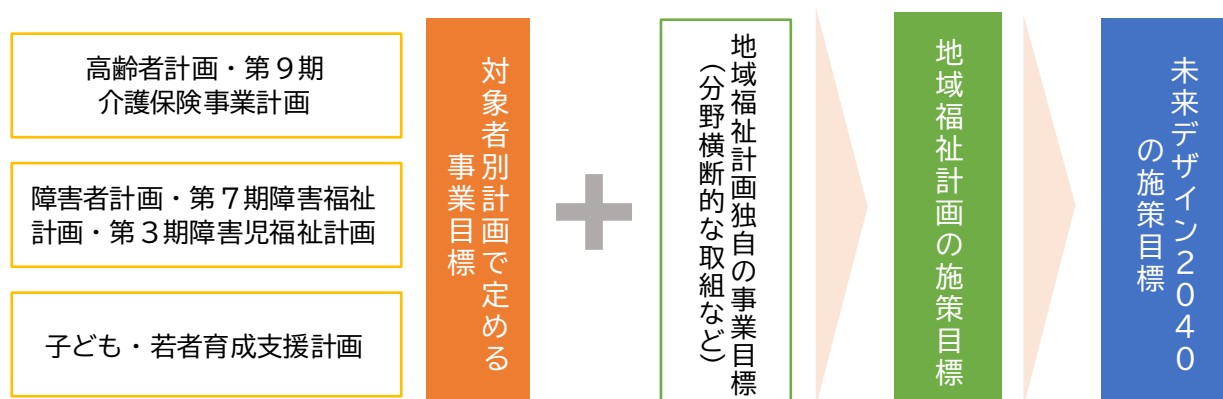 高齢者計画・第９期
介護保険事業計画
障害者計画・第７期障害福祉
計画・第３期障害児福祉計画
子ども・若者育成支援計画
対象者別計画で定める
事業目標
地域福祉計画独自の事業目標
（分野横断的な取組など）
地域福祉計画の施策目標
未来デザイン２０４０
の施策目標